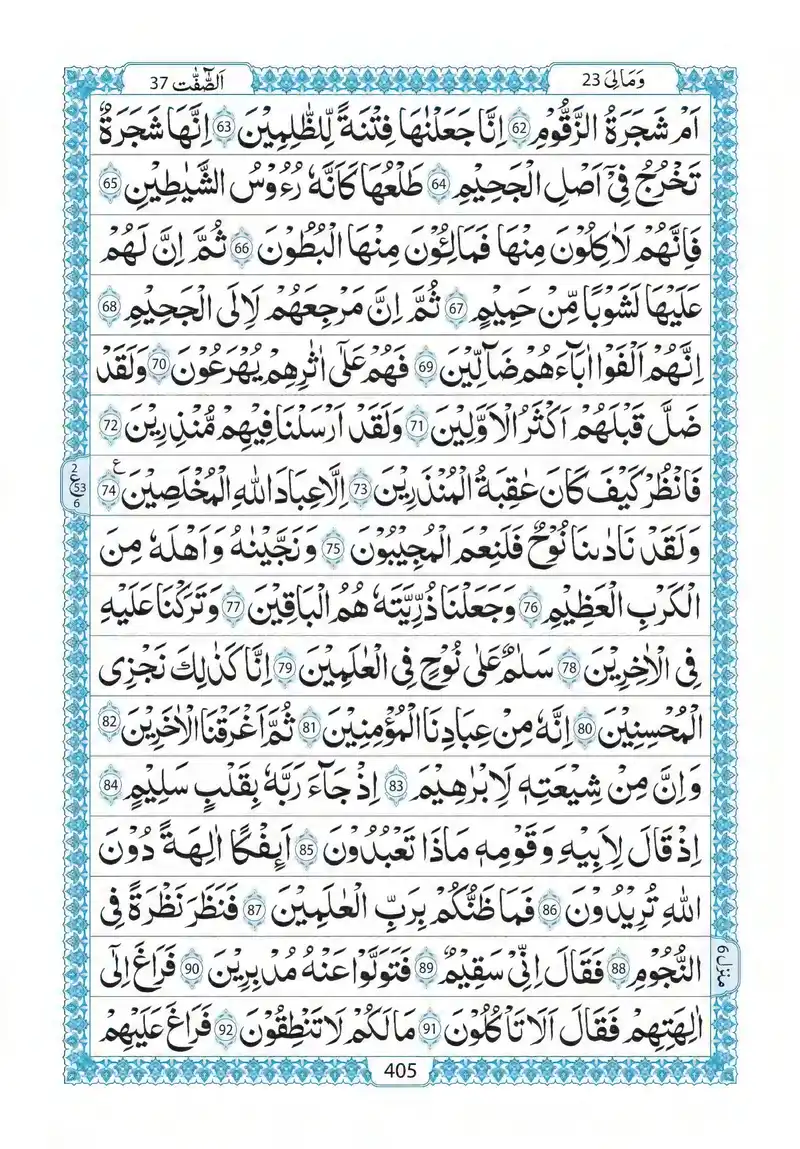 وَمَالِیَ 23
اَلصّٰٓفّٰت 37
اَمْ شَجَرَةُ الزَّقُّوْمِ 62 اِنَّا جَعَلْنٰهَا فِتْنَةً لِّلظّٰلِمِيْنَ 63 اِنَّهَا شَجَرَةٌ
تَخْرُجُ فِیْۤ اَصْلِ الْجَحِيْمِ 64 طَلْعُهَا كَاَنَّهٗ رُءُوْسُ الشَّيٰطِيْنِ 65
فَاِنَّهُمْ لَاٰكِلُوْنَ مِنْهَا فَمَالِـُٔوْنَ مِنْهَا الْبُطُوْنَ 66 ثُمَّ اِنَّ لَهُمْ
عَلَيْهَا لَشَوْبًا مِّنْ حَمِيْمٍ 67 ثُمَّ اِنَّ مَرْجِعَهُمْ لَاِلَى الْجَحِيْمِ 68
اِنَّهُمْ اَلْفَوْا اٰبَآءَهُمْ ضَآلِّيْنَ 69 فَهُمْ عَلٰۤى اٰثٰرِهِمْ يُهْرَعُوْنَ 70 وَلَقَدْ
ضَلَّ قَبْلَهُمْ اَكْثَرُ الْاَوَّلِيْنَ 71 وَلَقَدْ اَرْسَلْنَا فِيْهِمْ مُّنْذِرِيْنَ 72
فَانْظُرْ كَيْفَ كَانَ عَاقِبَةُ الْمُنْذَرِيْنَ 73 اِلَّا عِبَادَ اللّٰهِ الْمُخْلَصِيْنَ 74 ع
2
ع 53
6
وَلَقَدْ نَادٰىنَا نُوْحٌ فَلَنِعْمَ الْمُجِيْبُوْنَ 75 وَنَجَّيْنٰهُ وَاَهْلَهٗ مِنَ
الْكَرْبِ الْعَظِيْمِ 76 وَجَعَلْنَا ذُرِّيَّتَهٗ هُمُ الْبَاقِيْنَ 77 وَتَرَكْنَا عَلَيْهِ
فِی الْاٰخِرِيْنَ 78 سَلٰمٌ عَلٰى نُوْحٍ فِی الْعٰلَمِيْنَ 79 اِنَّا كَذٰلِكَ نَجْزِی
الْمُحْسِنِيْنَ 80 اِنَّهٗ مِنْ عِبَادِنَا الْمُؤْمِنِيْنَ 81 ثُمَّ اَغْرَقْنَا الْاٰخَرِيْنَ 82
وَاِنَّ مِنْ شِيْعَتِهٖ لَاِبْرٰهِيْمَ 83 اِذْ جَآءَ رَبَّهٗ بِقَلْبٍ سَلِيْمٍ 84
اِذْ قَالَ لِاَبِيْهِ وَقَوْمِهٖ مَاذَا تَعْبُدُوْنَ 85 اَىِٕفْكًا اٰلِهَةً دُوْنَ
اللّٰهِ تُرِيْدُوْنَ 86 فَمَا ظَنُّكُمْ بِرَبِّ الْعٰلَمِيْنَ 87 فَنَظَرَ نَظْرَةً فِی
النُّجُوْمِ 88 فَقَالَ اِنِّیْ سَقِيْمٌ 89 فَتَوَلَّوْا عَنْهُ مُدْبِرِيْنَ 90 فَرَاغَ اِلٰۤى
منزل 6
اٰلِهَتِهِمْ فَقَالَ اَلَا تَاْكُلُوْنَ 91 مَا لَكُمْ لَا تَنْطِقُوْنَ 92 فَرَاغَ عَلَيْهِمْ
405